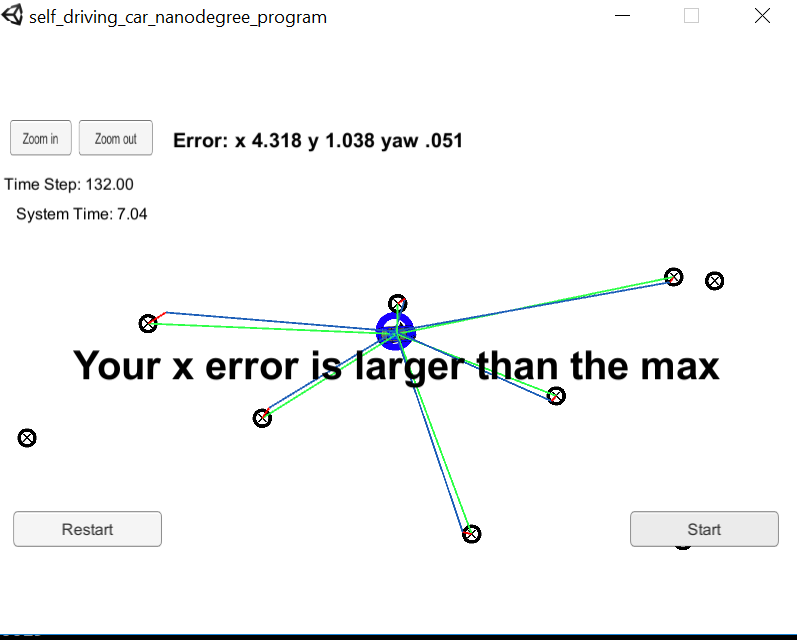 self_driving_car_nanodegree_program
Zoom in Zoom out Error: x 4.318 y 1.038 yaw .051
Time Step: 132.00
System Time: 7.04
Your x error is larger than the max
Restart Start